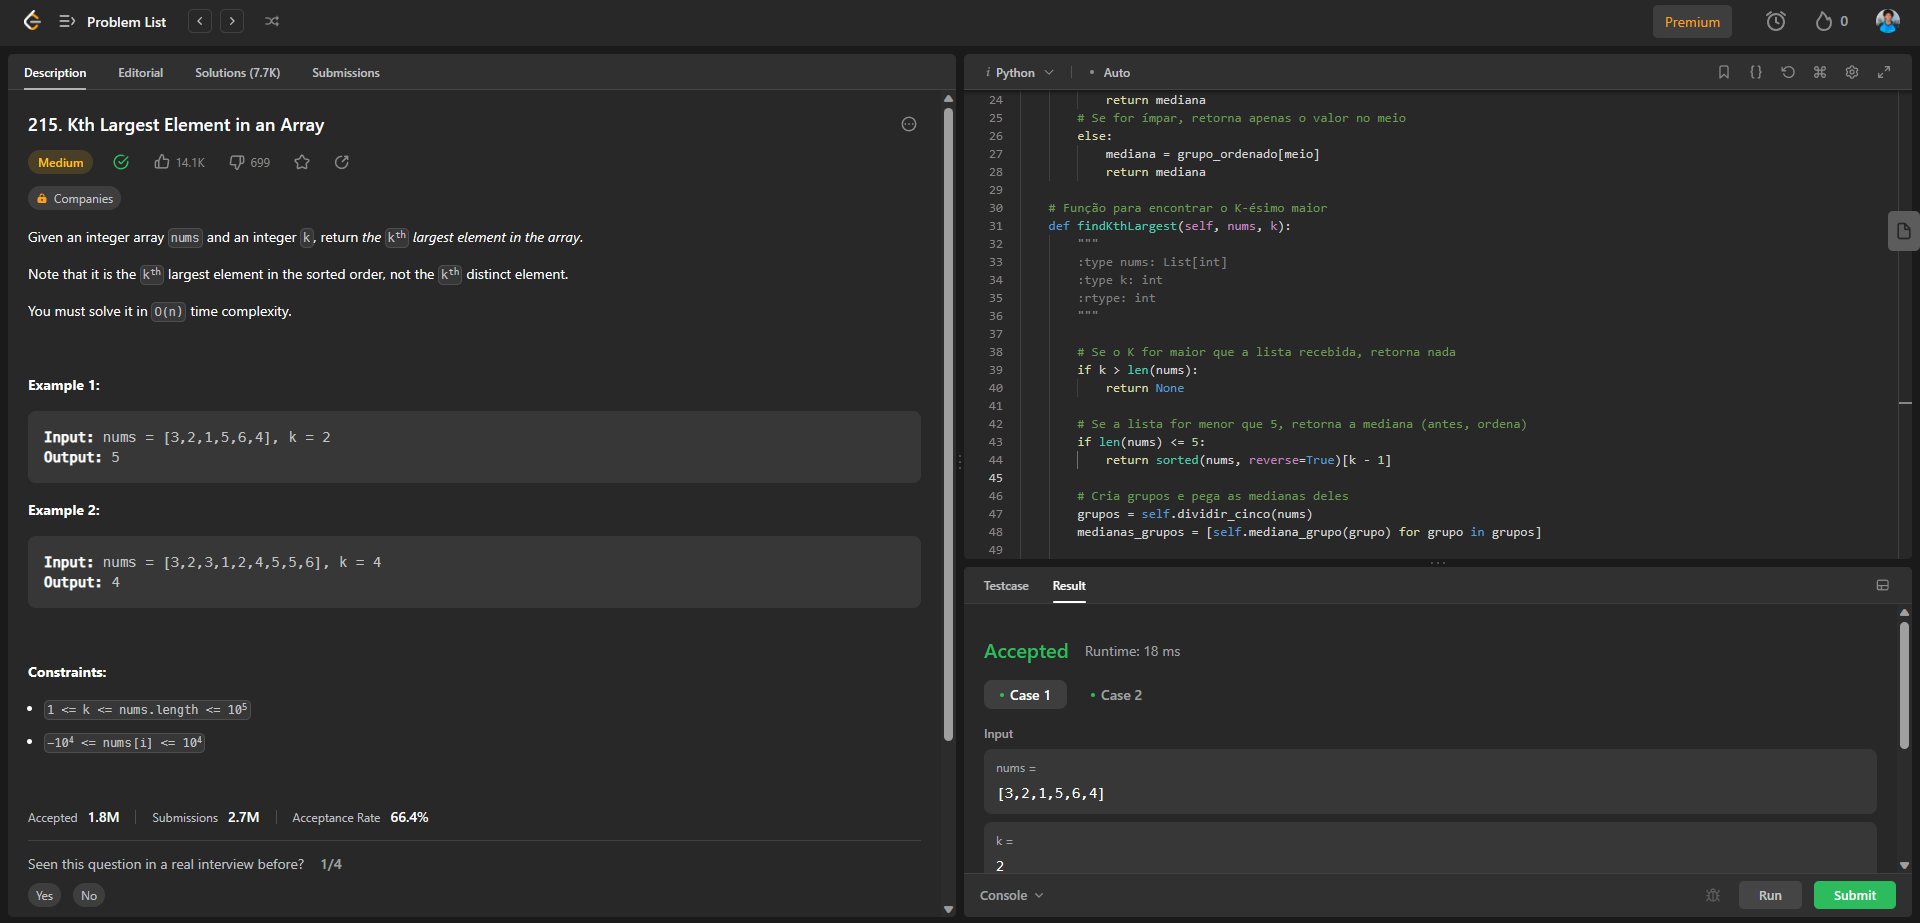 Problem List
Premium
0
Description
Editorial
Solutions (7.7K)
Submissions
215. Kth Largest Element in an Array
Medium
14.1K
699
Companies
Given an integer array nums and an integer k, return the kth largest element in the array.
Note that it is the kth largest element in the sorted order, not the kth distinct element.
You must solve it in O(n) time complexity.
Example 1:
Input: nums = [3,2,1,5,6,4], k = 2
Output: 5
Example 2:
Input: nums = [3,2,3,1,2,4,5,5,6], k = 4
Output: 4
Constraints:
• 1 <= k <= nums.length <= 10⁵
• -10⁴ <= nums[i] <= 10⁴
Accepted 1.8M
Submissions 2.7M
Acceptance Rate 66.4%
Seen this question in a real interview before? 1/4
Yes
No
i Python
• Auto
24 return mediana
25 # Se for ímpar, retorna apenas o valor no meio
26 else:
27 mediana = grupo_ordenado[meio]
28 return mediana
29
30 # Função para encontrar o K-ésimo maior
31 def findKthLargest(self, nums, k):
32 """
33 :type nums: List[int]
34 :type k: int
35 :rtype: int
36 """
37
38 # Se o K for maior que a lista recebida, retorna nada
39 if k > len(nums):
40 return None
41
42 # Se a lista for menor que 5, retorna a mediana (antes, ordena)
43 if len(nums) <= 5:
44 return sorted(nums, reverse=True)[k - 1]
45
46 # Cria grupos e pega as medianas deles
47 grupos = self.dividir_cinco(nums)
48 medianas_grupos = [self.mediana_grupo(grupo) for grupo in grupos]
49
Testcase
Result
Accepted
Runtime: 18 ms
• Case 1
• Case 2
Input
nums =
[3,2,1,5,6,4]
k =
2
Console
Run
Submit